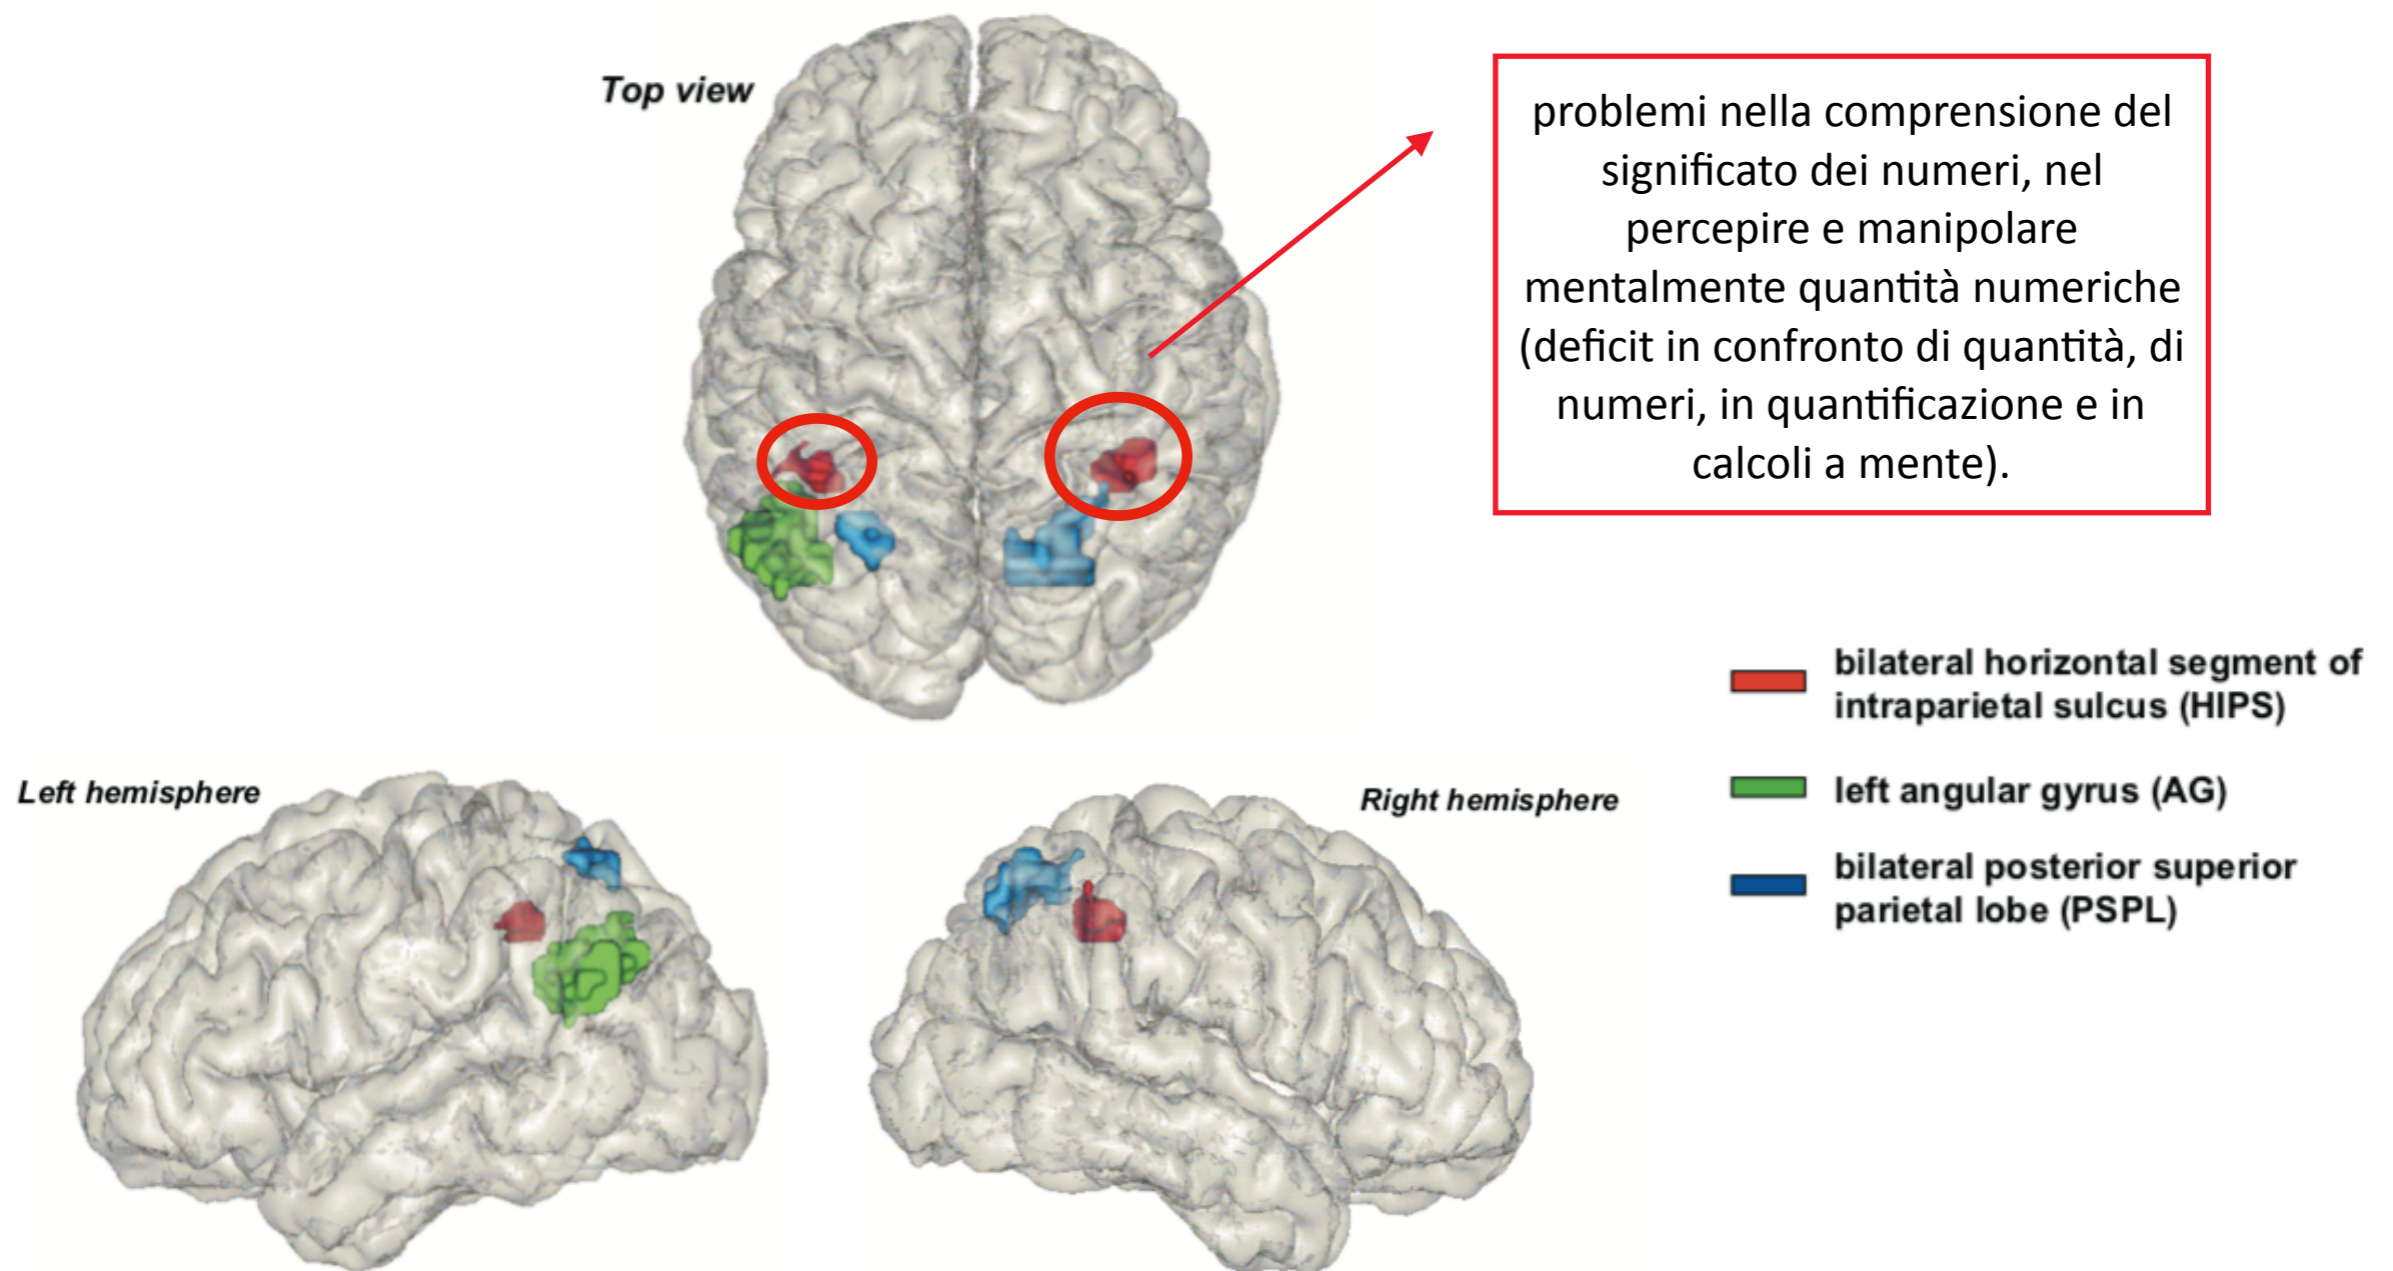 Top view
problemi nella comprensione del
significato dei numeri, nel
percepire e manipolare
mentalmente quantità numeriche
(deficit in confronto di quantità, di
numeri, in quantificazione e in
calcoli a mente).
bilateral horizontal segment of
intraparietal sulcus (HIPS)
left angular gyrus (AG)
bilateral posterior superior
parietal lobe (PSPL)
Left hemisphere
Right hemisphere